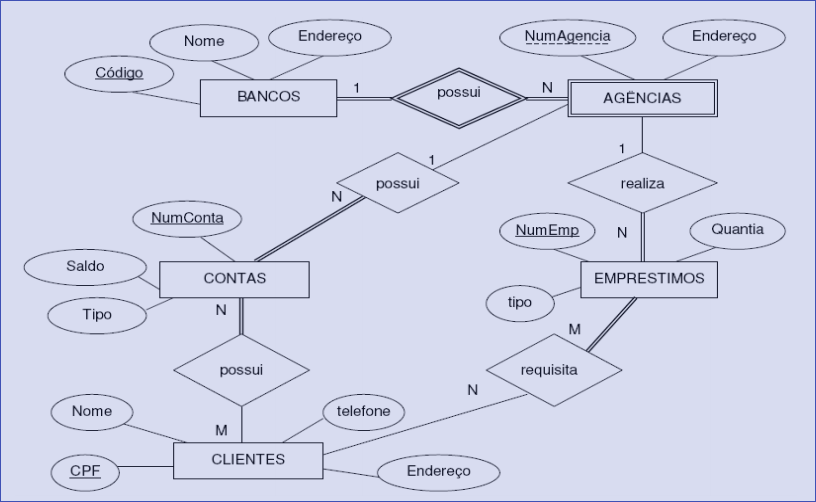 Nome
Endereço
NumAgencia
Endereço
Código
BANCOS
1
possui
N
AGËNCIAS
1
possui
N
1
realiza
NumConta
N
NumEmp
Quantia
Saldo
CONTAS
EMPRESTIMOS
Tipo
N
tipo
M
possui
requisita
N
Nome
telefone
M
CLIENTES
CPF
Endereço